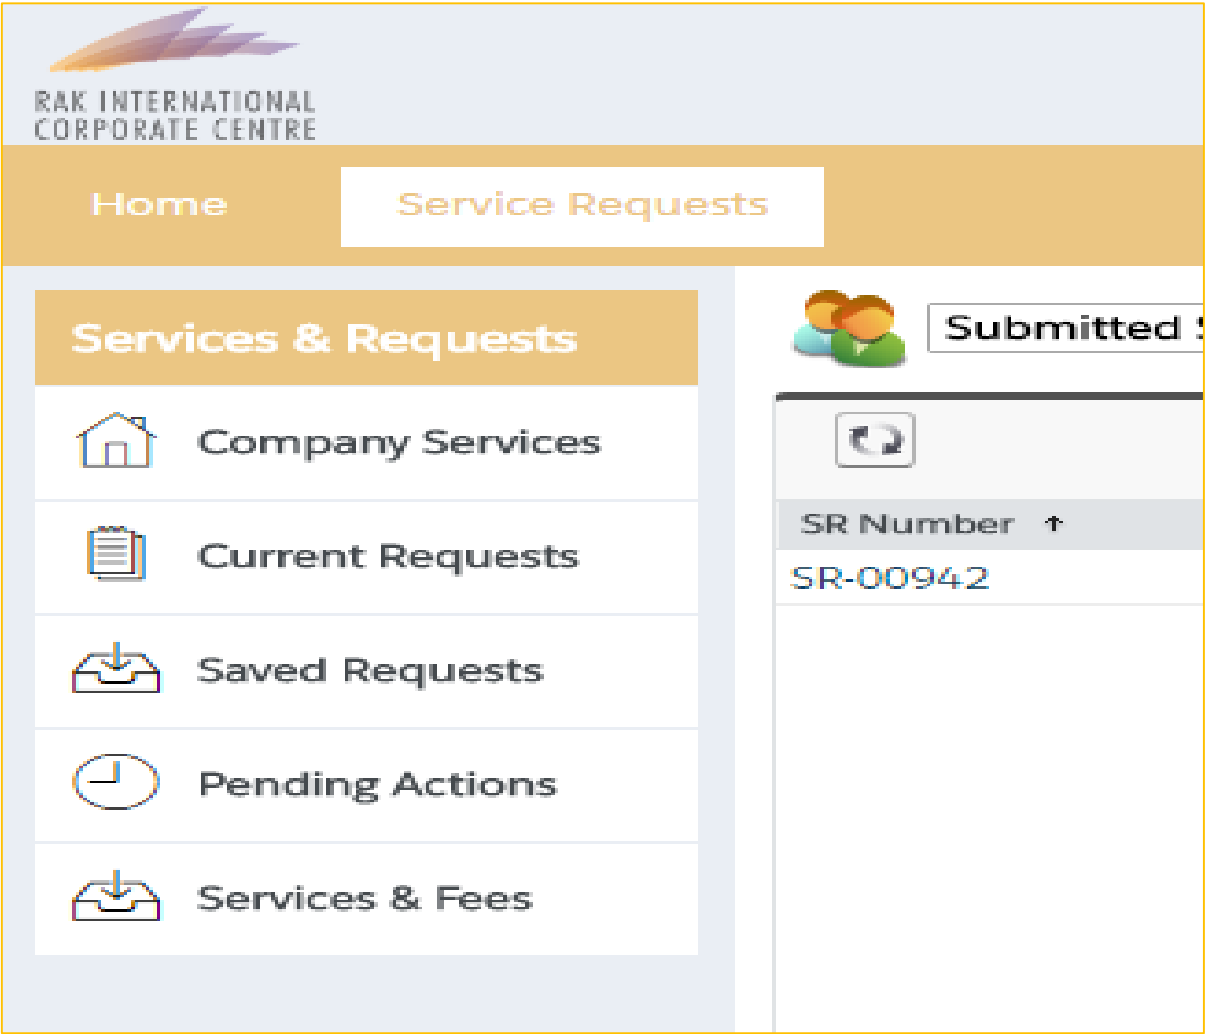 RAK INTERNATIONAL
CORPORATE CENTRE
Home
Service Requests
Services & Requests
Company Services
Current Requests
Saved Requests
Pending Actions
Services & Fees
Submitted
SR Number ↑
SR-00942